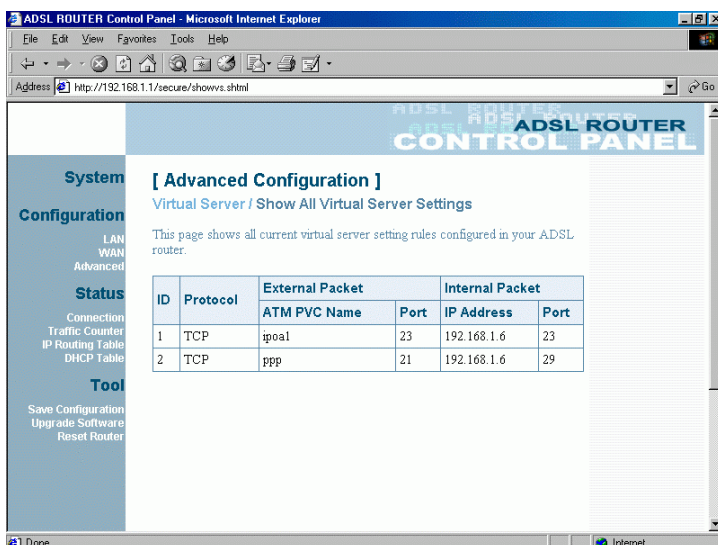 ADSL ROUTER Control Panel - Microsoft Internet Explorer
File Edit View Favorites Tools Help
Address http://192.168.1.1/secure/showvs.shtml Go
ADSL ROUTER
CONTROL PANEL
System
Configuration
LAN
WAN
Advanced
Status
Connection
Traffic Counter
IP Routing Table
DHCP Table
Tool
Save Configuration
Upgrade Software
Reset Router
[ Advanced Configuration ]
Virtual Server / Show All Virtual Server Settings
This page shows all current virtual server setting rules configured in your ADSL
router.
ID Protocol External Packet Internal Packet
ATM PVC Name Port IP Address Port
1 TCP ipoa1 23 192.168.1.6 23
2 TCP ppp 21 192.168.1.6 29
Done Internet